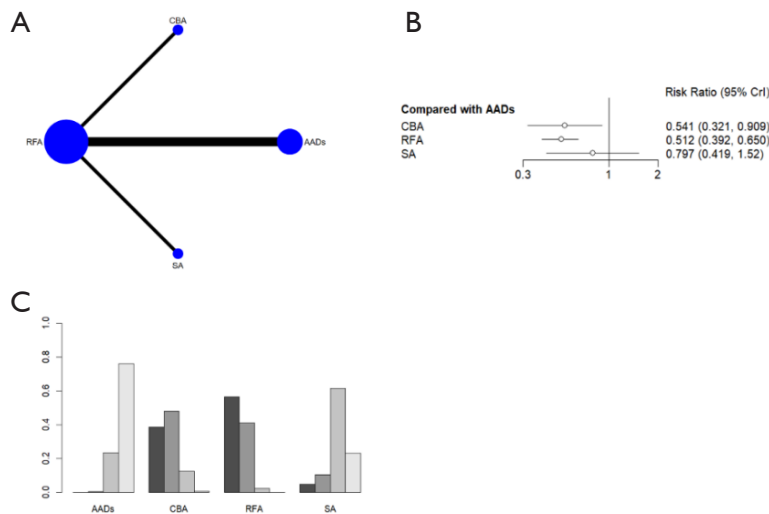 A
CBA
RFA
AADs
SA
B
Risk Ratio (95% CrI)
Compared with AADs
CBA 0.541 (0.321, 0.909)
RFA 0.512 (0.392, 0.650)
SA 0.797 (0.419, 1.52)
0.3 1 2
C
1.0
0.8
0.6
0.4
0.2
0.0
AADs CBA RFA SA